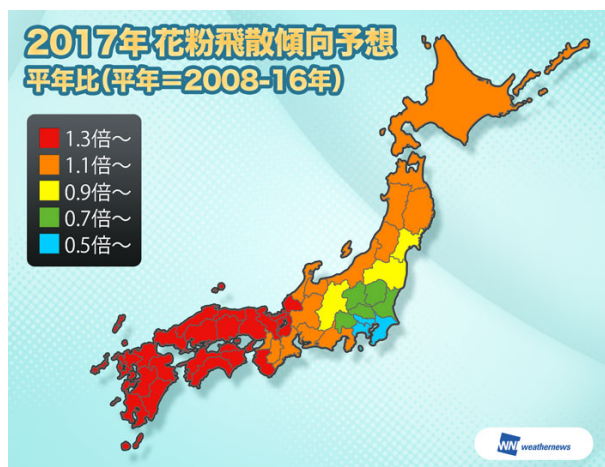 2017年 花粉飛散傾向予想
平年比(平年=2008-16年)
1.3倍～
1.1倍～
0.9倍～
0.7倍～
0.5倍～
WNI weathernews